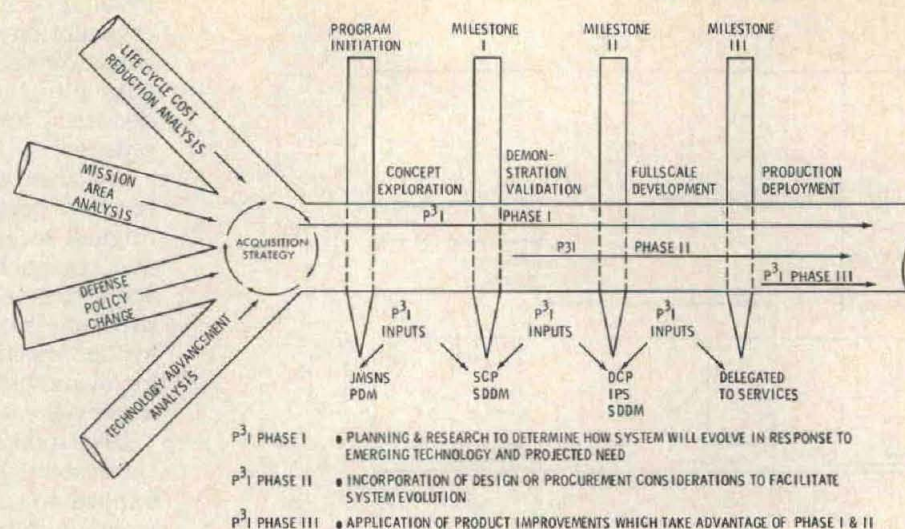 LIFE CYCLE COST
REDUCTION ANALYSIS
MISSION
AREA
ANALYSIS
DEFENSE
POLICY
CHANGE
TECHNOLOGY ADVANCEMENT
ANALYSIS
ACQUISITION
STRATEGY
PROGRAM
INITIATION
MILESTONE
I
MILESTONE
II
MILESTONE
III
CONCEPT
EXPLORATION
DEMON-
STRATION
VALIDATION
FULLSCALE
DEVELOPMENT
PRODUCTION
DEPLOYMENT
P³I PHASE I
P3I PHASE II
P³I PHASE III
P³I
INPUTS
P³I
INPUTS
P³I
INPUTS
JMSNS
PDM
SCP
SDDM
DCP
IPS
SDDM
DELEGATED
TO SERVICES
P³I PHASE I • PLANNING & RESEARCH TO DETERMINE HOW SYSTEM WILL EVOLVE IN RESPONSE TO
EMERGING TECHNOLOGY AND PROJECTED NEED
P³I PHASE II • INCORPORATION OF DESIGN OR PROCUREMENT CONSIDERATIONS TO FACILITATE
SYSTEM EVOLUTION
P³I PHASE III • APPLICATION OF PRODUCT IMPROVEMENTS WHICH TAKE ADVANTAGE OF PHASE I & II